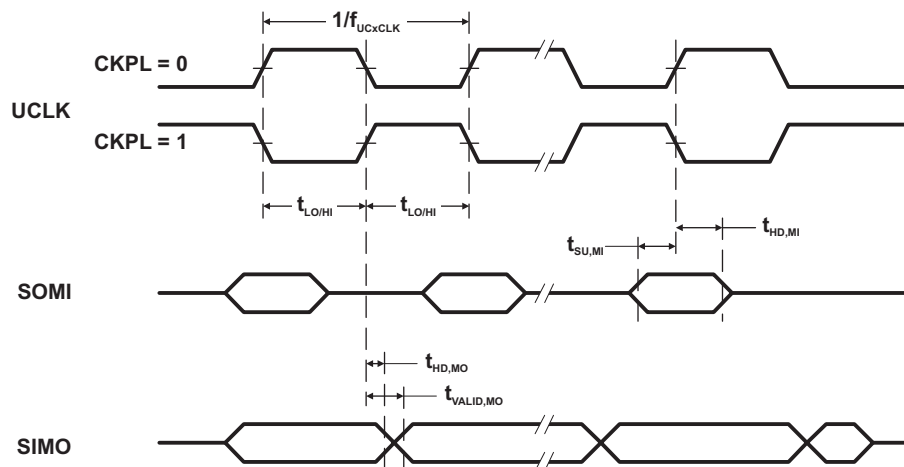 1/fUCxCLK
CKPL = 0
UCLK
CKPL = 1
tLO/HI tLO/HI
tSU,MI tHD,MI
SOMI
tHD,MO
tVALID,MO
SIMO